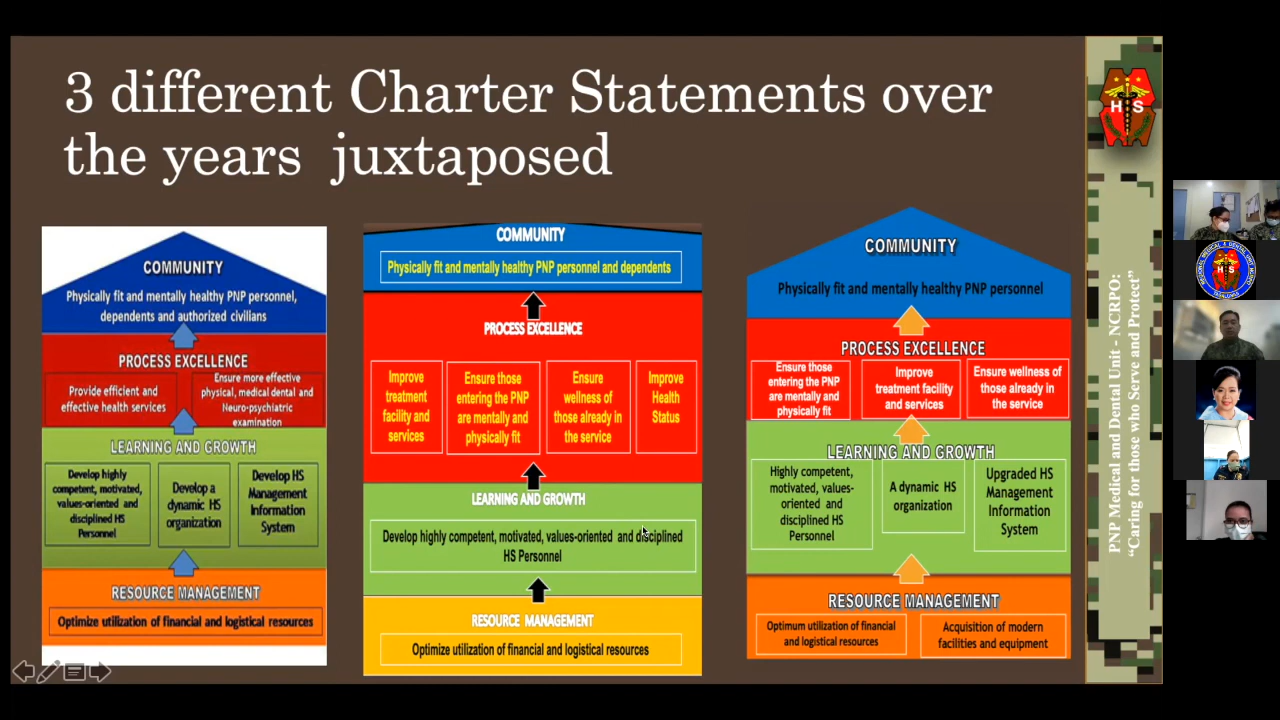 3 different Charter Statements over
the years juxtaposed
COMMUNITY
Physically fit and mentally healthy PNP personnel,
dependents and authorized civilians
PROCESS EXCELLENCE
Provide efficient and
effective health services
Ensure more effective
physical, medical dental and
Neuro-psychiatric
examination
LEARNING AND GROWTH
Develop highly
competent, motivated,
values-oriented and
disciplined HS
Personnel
Develop a
dynamic HS
organization
Develop HS
Management
Information
System
RESOURCE MANAGEMENT
Optimize utilization of financial and logistical resources
COMMUNITY
Physically fit and mentally healthy PNP personnel and dependents
PROCESS EXCELLENCE
Improve
treatment
facility and
services
Ensure those
entering the PNP
are mentally and
physically fit
Ensure
wellness of
those already in
the service
Improve
Health
Status
LEARNING AND GROWTH
Develop highly competent, motivated, values-oriented and disciplined
HS Personnel
RESOURCE MANAGEMENT
Optimize utilization of financial and logistical resources
COMMUNITY
Physically fit and mentally healthy PNP personnel
PROCESS EXCELLENCE
Ensure those
entering the PNP
are mentally and
physically fit
Improve
treatment facility
and services
Ensure wellness of
those already in
the service
LEARNING AND GROWTH
Highly competent,
motivated, values-
oriented and
disciplined HS
Personnel
A dynamic HS
organization
Upgraded HS
Management
Information
System
RESOURCE MANAGEMENT
Optimum utilization of financial
and logistical resources
Acquisition of modern
facilities and equipment
H S
PNP Medical and Dental Unit - NCRPO:
“Caring for those who Serve and Protect”
H S